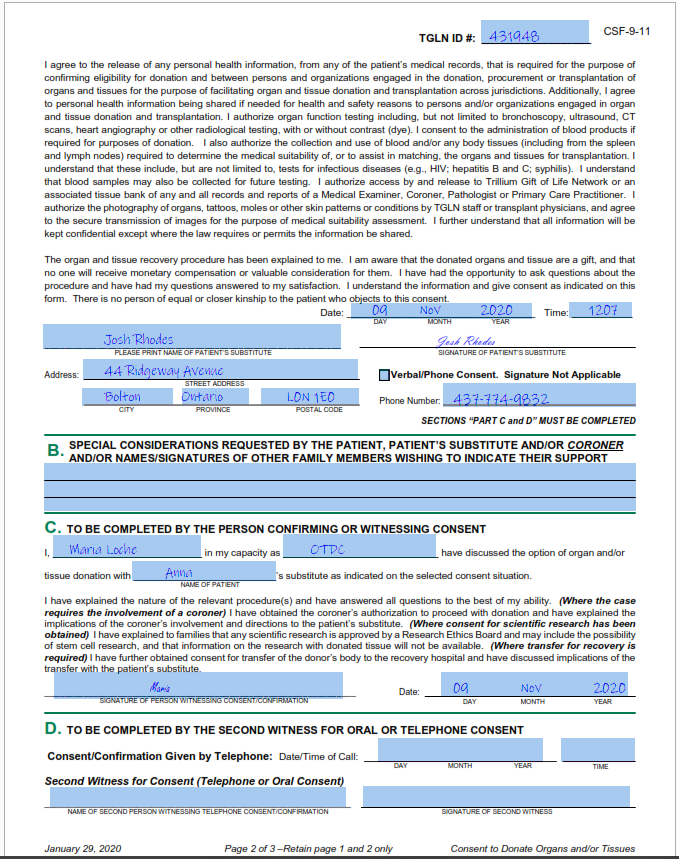 TGLN ID #: 431948
CSF-9-11
I agree to the release of any personal health information, from any of the patient's medical records, that is required for the purpose of
confirming eligibility for donation and between persons and organizations engaged in the donation, procurement or transplantation of
organs and tissues for the purpose of facilitating organ and tissue donation and transplantation across jurisdictions. Additionally, I agree
to personal health information being shared if needed for health and safety reasons to persons and/or organizations engaged in organ
and tissue donation and transplantation. I authorize organ function testing including, but not limited to bronchoscopy, ultrasound, CT
scans, heart angiography or other radiological testing, with or without contrast (dye). I consent to the administration of blood products if
required for purposes of donation. I also authorize the collection and use of blood and/or any body tissues (including from the spleen
and lymph nodes) required to determine the medical suitability of, or to assist in matching, the organs and tissues for transplantation. I
understand that these include, but are not limited to, tests for infectious diseases (e.g., HIV; hepatitis B and C; syphilis). I understand
that blood samples may also be collected for future testing. I authorize access by and release to Trillium Gift of Life Network or an
associated tissue bank of any and all records and reports of a Medical Examiner, Coroner, Pathologist or Primary Care Practitioner. I
authorize the photography of organs, tattoos, moles or other skin patterns or conditions by TGLN staff or transplant physicians, and agree
to the secure transmission of images for the purpose of medical suitability assessment. I further understand that all information will be
kept confidential except where the law requires or permits the information be shared.
The organ and tissue recovery procedure has been explained to me. I am aware that the donated organs and tissue are a gift, and that
no one will receive monetary compensation or valuable consideration for them. I have had the opportunity to ask questions about the
procedure and have had my questions answered to my satisfaction. I understand the information and give consent as indicated on this
form. There is no person of equal or closer kinship to the patient who objects to this consent.
Date: 09 Nov 2020 Time: 1207
DAY MONTH YEAR
Josh Rhodes Josh Rhodes
PLEASE PRINT NAME OF PATIENT'S SUBSTITUTE SIGNATURE OF PATIENT'S SUBSTITUTE
Address: 44 Ridgeway Avenue Verbal/Phone Consent. Signature Not Applicable
STREET ADDRESS
Bolton Ontario L0N 1E0 Phone Number: 437-774-9832
CITY PROVINCE POSTAL CODE
SECTIONS "PART C and D" MUST BE COMPLETED
B. SPECIAL CONSIDERATIONS REQUESTED BY THE PATIENT, PATIENT'S SUBSTITUTE AND/OR CORONER
AND/OR NAMES/SIGNATURES OF OTHER FAMILY MEMBERS WISHING TO INDICATE THEIR SUPPORT
C. TO BE COMPLETED BY THE PERSON CONFIRMING OR WITNESSING CONSENT
I, Maria Loche in my capacity as OTDC have discussed the option of organ and/or
tissue donation with Anna 's substitute as indicated on the selected consent situation.
NAME OF PATIENT
I have explained the nature of the relevant procedure(s) and have answered all questions to the best of my ability. (Where the case
requires the involvement of a coroner) I have obtained the coroner's authorization to proceed with donation and have explained the
implications of the coroner's involvement and directions to the patient's substitute. (Where consent for scientific research has been
obtained) I have explained to families that any scientific research is approved by a Research Ethics Board and may include the possibility
of stem cell research, and that information on the research with donated tissue will not be available. (Where transfer for recovery is
required) I have further obtained consent for transfer of the donor's body to the recovery hospital and have discussed implications of the
transfer with the patient's substitute.
Date: 09 Nov 2020
SIGNATURE OF PERSON WITNESSING CONSENT/CONFIRMATION DAY MONTH YEAR
D. TO BE COMPLETED BY THE SECOND WITNESS FOR ORAL OR TELEPHONE CONSENT
Consent/Confirmation Given by Telephone: Date/Time of Call:
DAY MONTH YEAR TIME
Second Witness for Consent (Telephone or Oral Consent)
NAME OF SECOND PERSON WITNESSING TELEPHONE CONSENT/CONFIRMATION SIGNATURE OF SECOND WITNESS
January 29, 2020 Page 2 of 3 –Retain page 1 and 2 only Consent to Donate Organs and/or Tissues